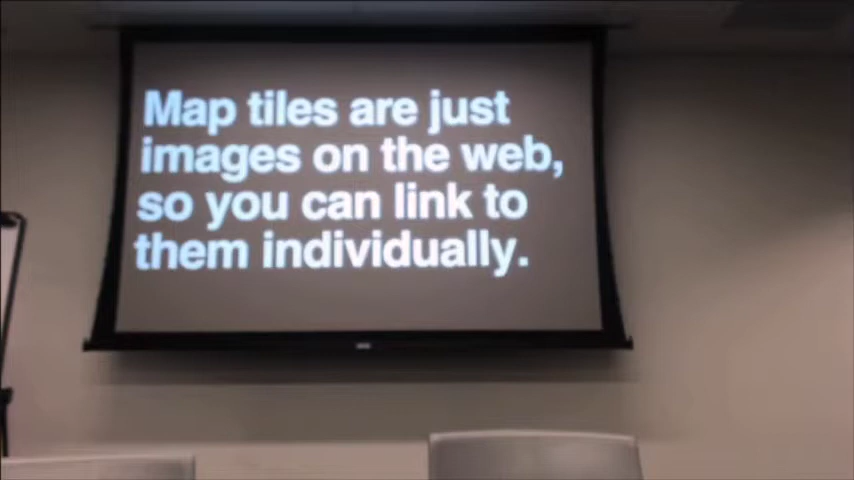 Map tiles are just
images on the web,
so you can link to
them individually.